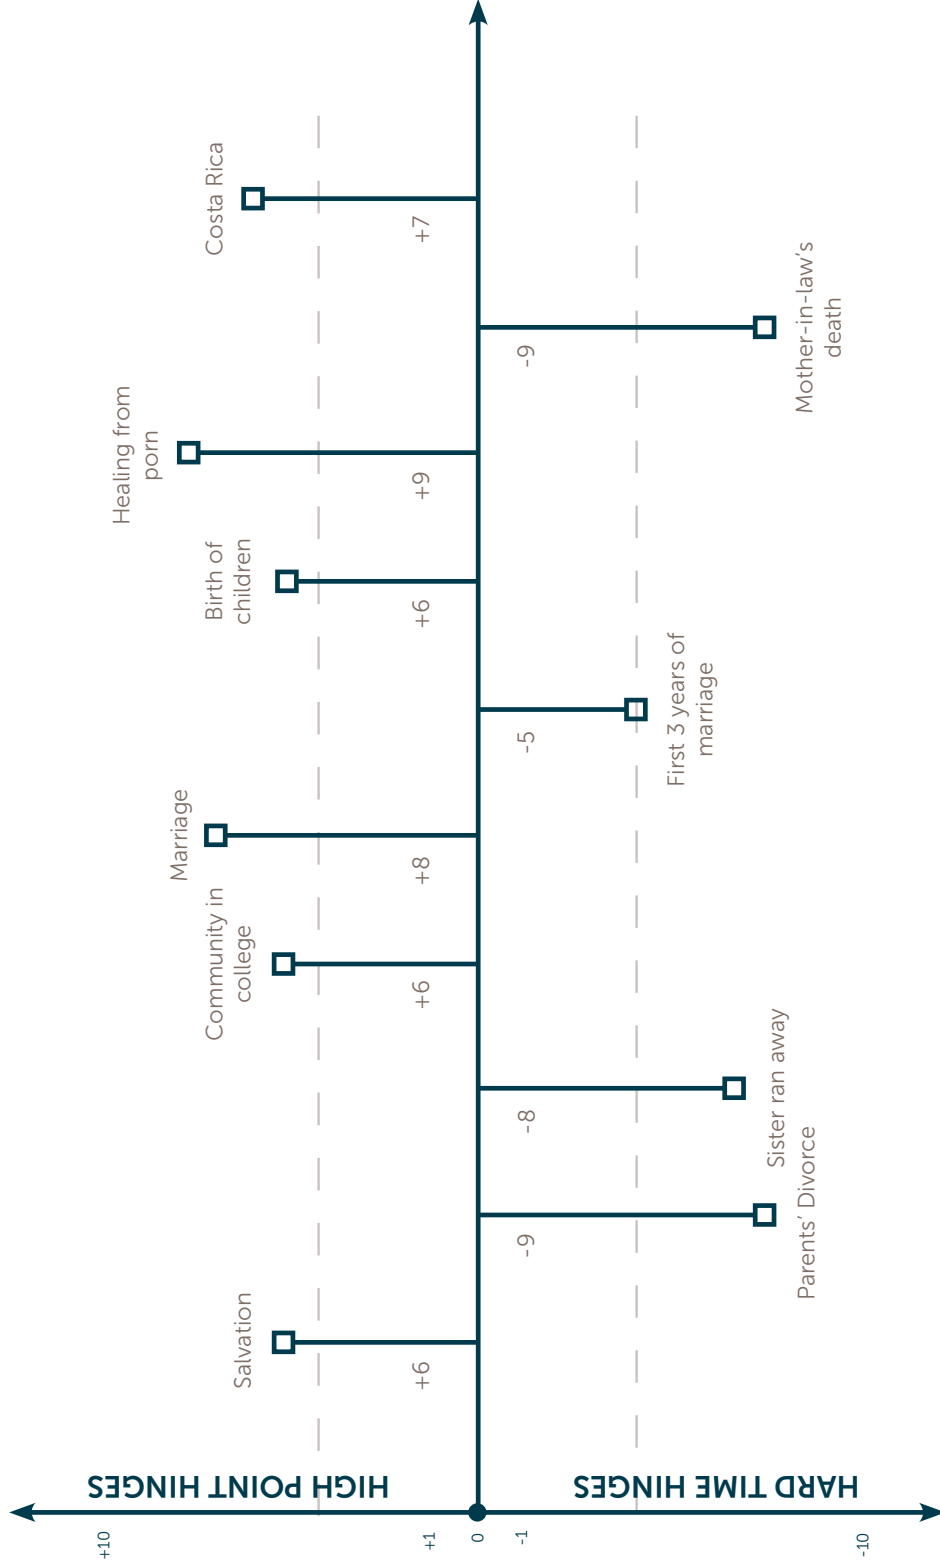 HIGH POINT HINGES
HARD TIME HINGES
+10
+1
0
-1
-10
Salvation
+6
Parents’ Divorce
-9
Sister ran away
-8
Community in
college
+6
Marriage
+8
First 3 years of
marriage
-5
Birth of
children
+6
Healing from
porn
+9
Mother-in-law’s
death
-9
Costa Rica
+7